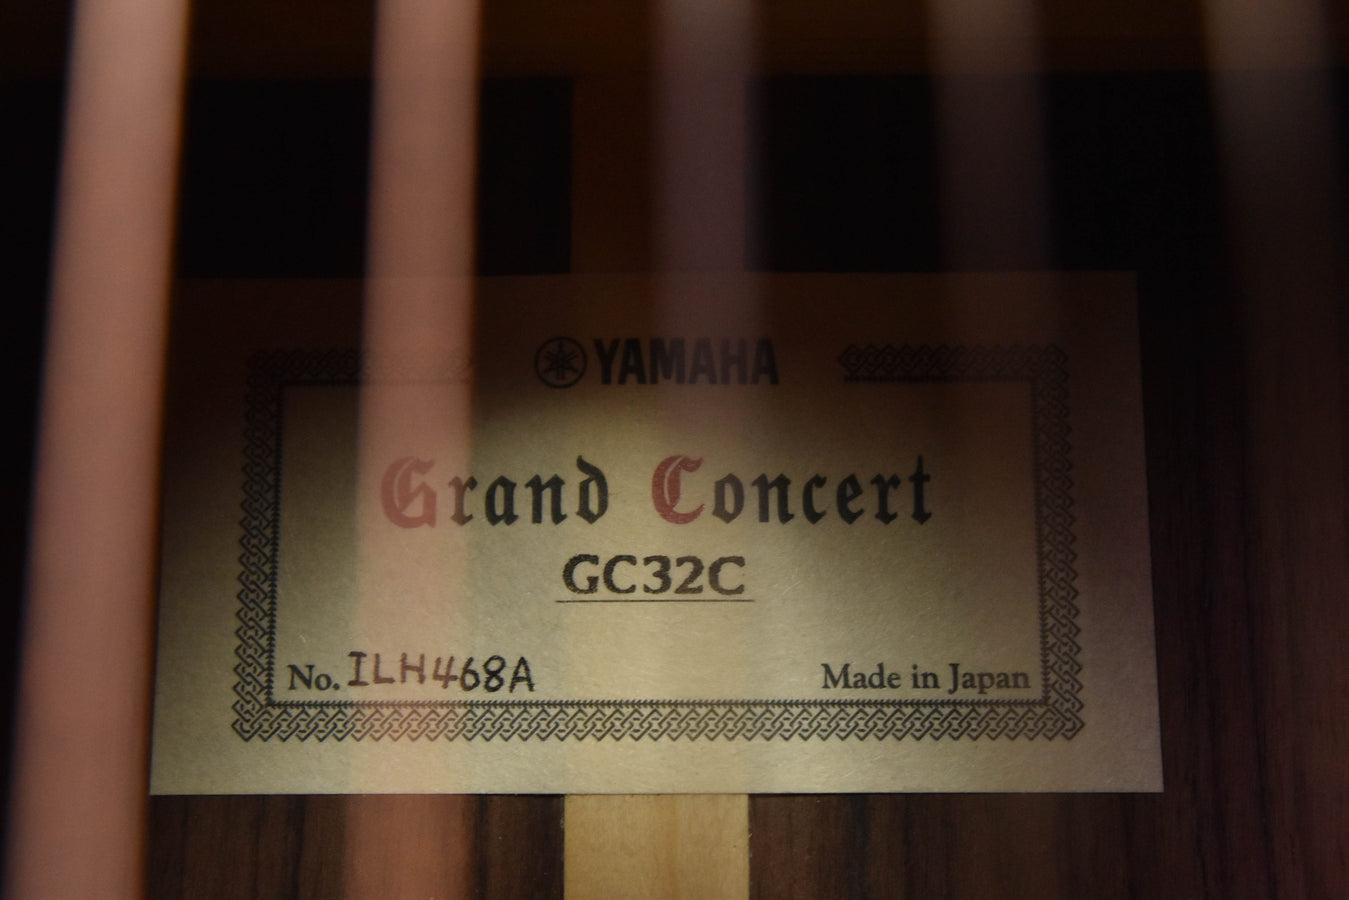 YAMAHA
Grand Concert
GC32C
No. ILH468A
Made in Japan